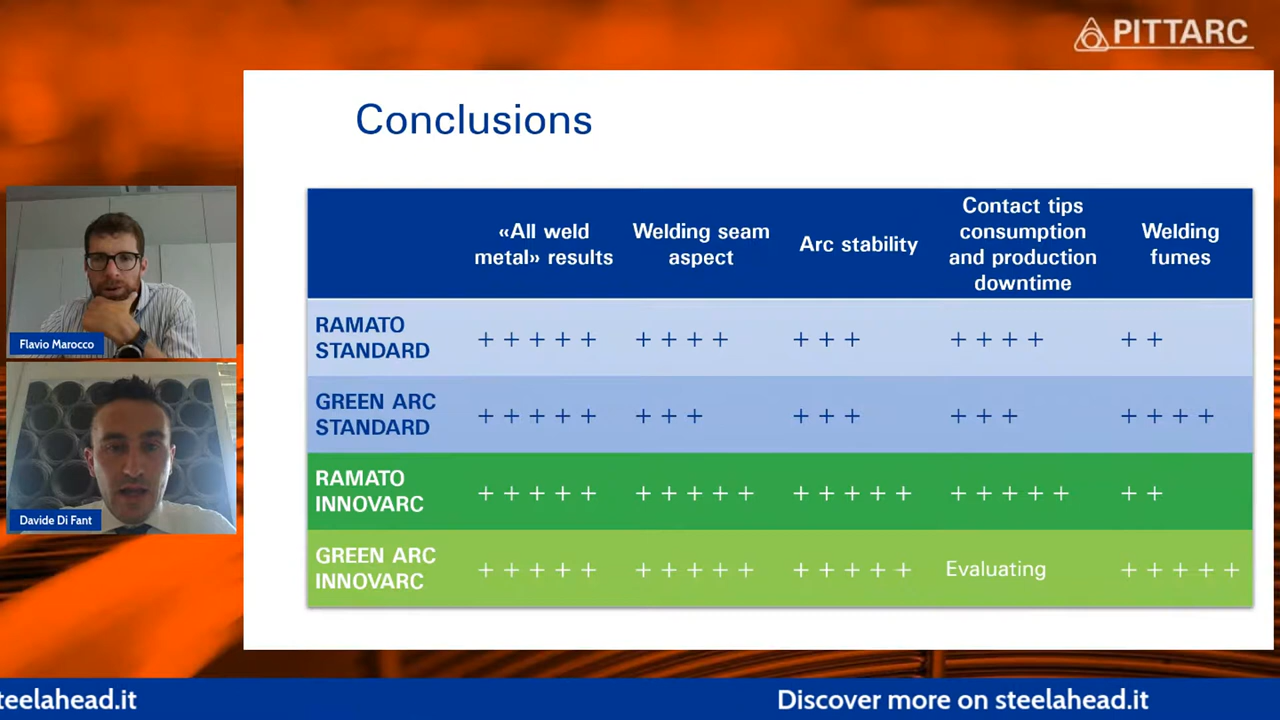 PITTARC
Conclusions
«All weld
metal» results
Welding seam
aspect
Arc stability
Contact tips
consumption
and production
downtime
Welding
fumes
RAMATO
STANDARD
+ + + + +
+ + + +
+ + +
+ + + +
+ +
GREEN ARC
STANDARD
+ + + + +
+ + +
+ + +
+ + +
+ + + +
RAMATO
INNOVARC
+ + + + +
+ + + + +
+ + + + +
+ + + + +
+ +
GREEN ARC
INNOVARC
+ + + + +
+ + + + +
+ + + + +
Evaluating
+ + + + +
Flavio Marocco
Davide Di Fant
teelahead.it
Discover more on steelahead.it